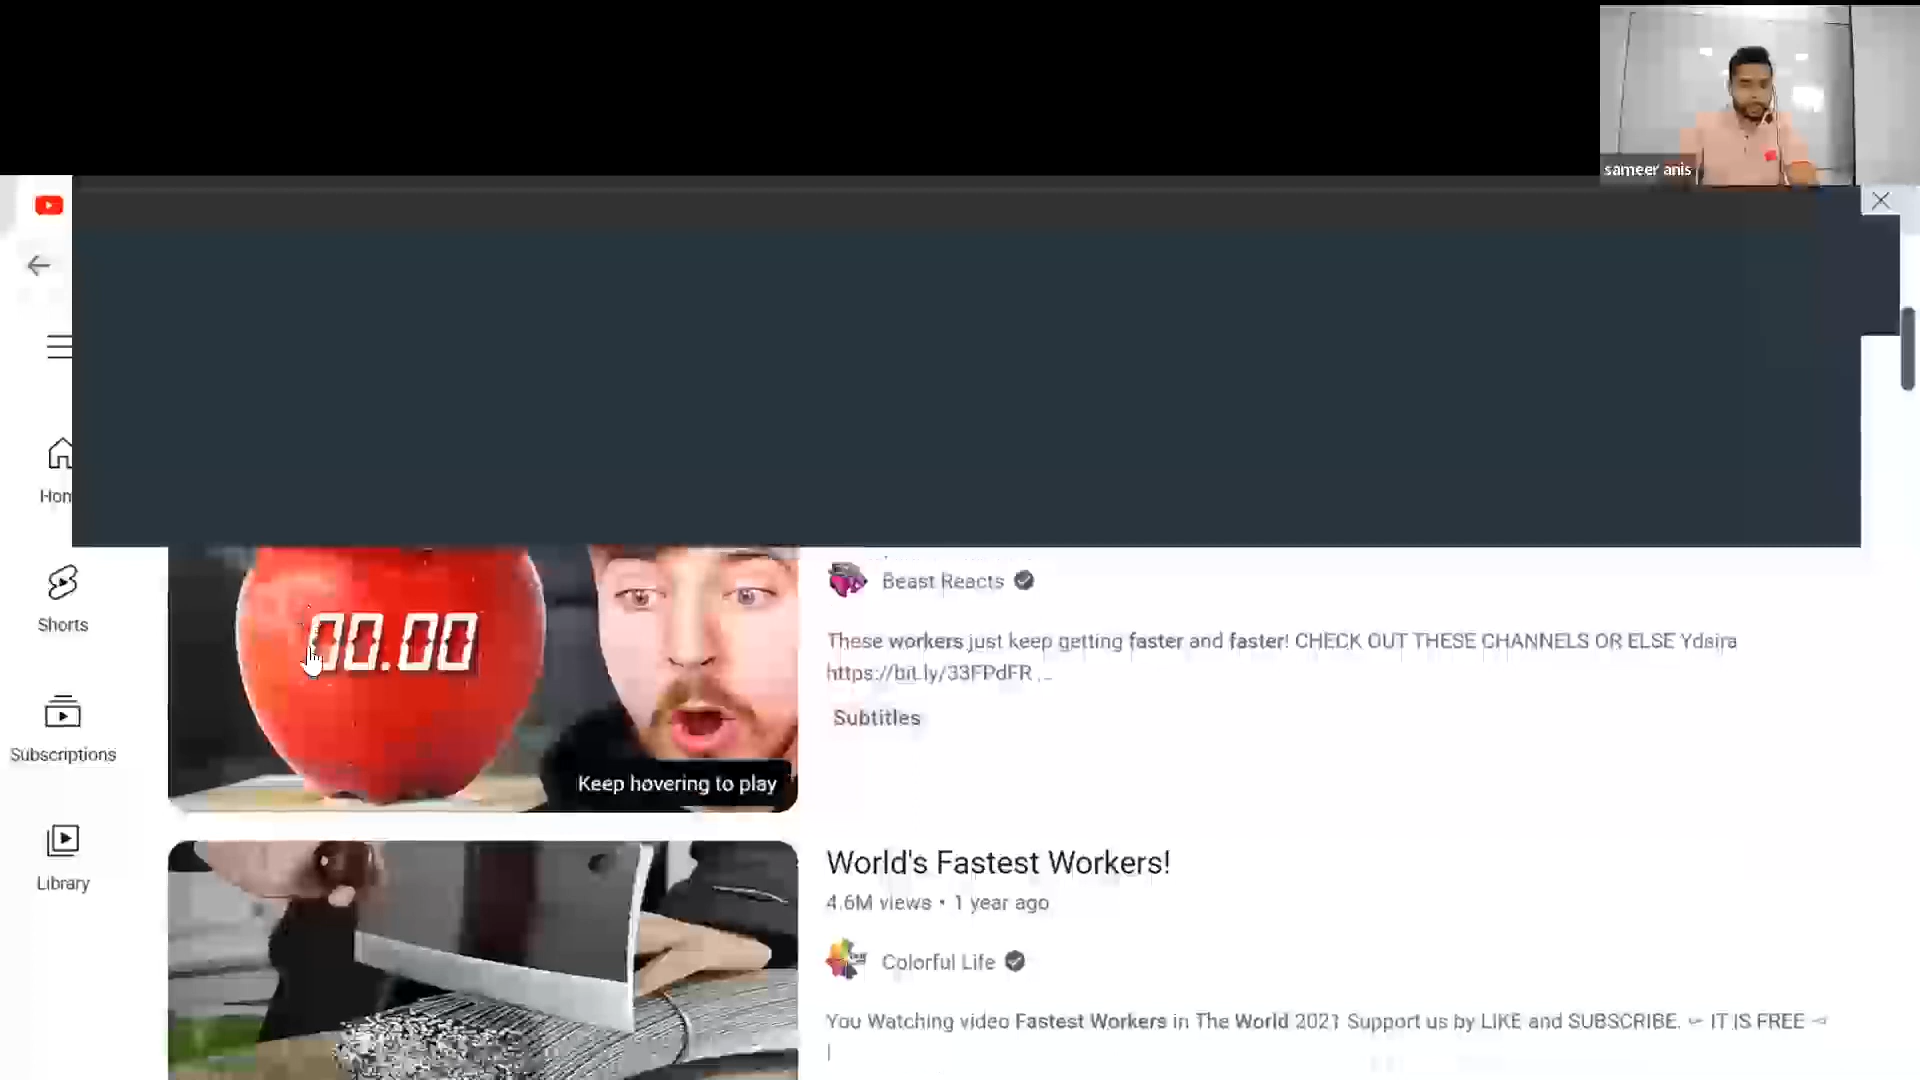 sameer anis
Hom
Shorts
Subscriptions
Library
00.00
Keep hovering to play
Beast Reacts
These workers just keep getting faster and faster! CHECK OUT THESE CHANNELS OR ELSE Ydaira
https://bit.ly/33FPdFR ...
Subtitles
World's Fastest Workers!
4.6M views • 1 year ago
Colorful Life
You Watching video Fastest Workers in The World 2021 Support us by LIKE and SUBSCRIBE. ~ IT IS FREE ~
|